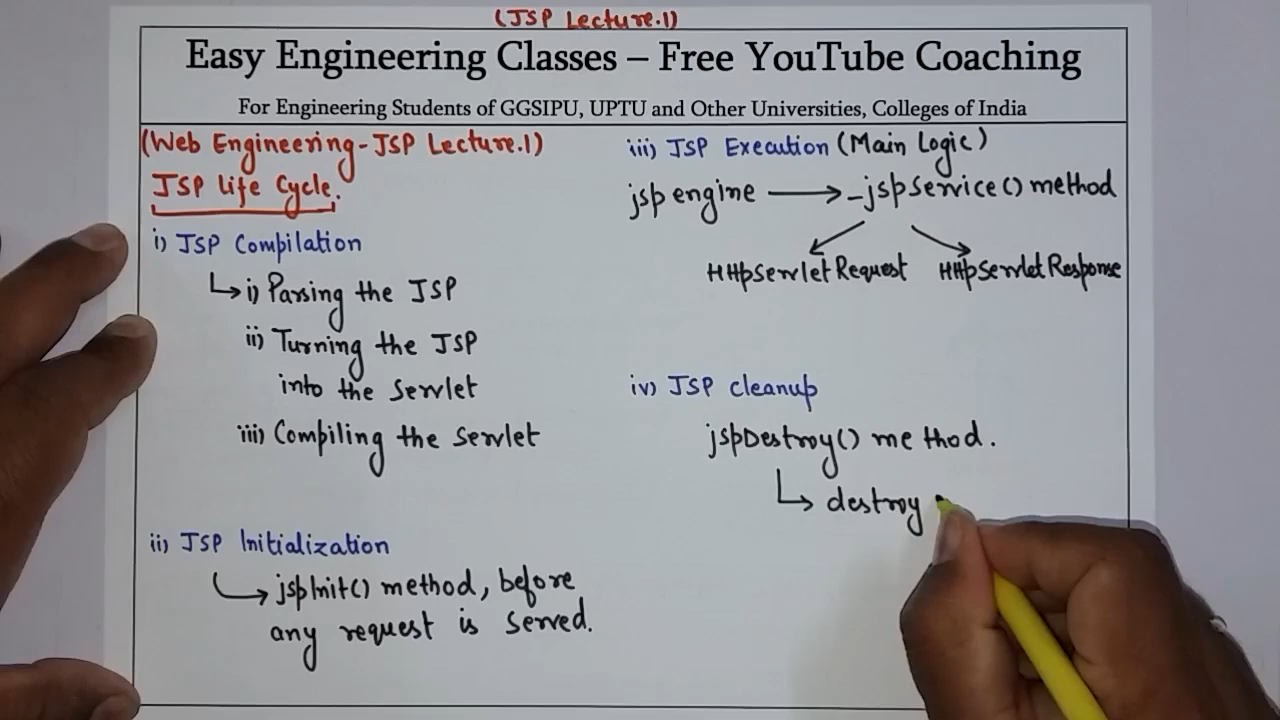 (JSP Lecture.1)
Easy Engineering Classes – Free YouTube Coaching
For Engineering Students of GGSIPU, UPTU and Other Universities, Colleges of India
(Web Engineering-JSP Lecture.1)
JSP Life Cycle.
i) JSP Compilation
i) Parsing the JSP
ii) Turning the JSP
into the Servlet
iii) Compiling the Servlet
ii) JSP Initialization
jspInit() method, before
any request is served.
iii) JSP Execution (Main Logic)
jsp engine → _jspService() method
HttpServletRequest HttpServletResponse
iv) JSP cleanup
jspDestroy() method.
destroy